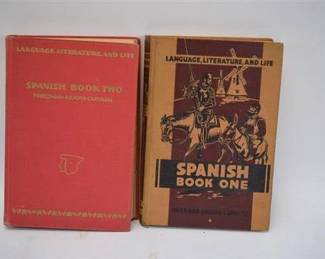 LANGUAGE, LITERATURE, AND LIFE
SPANISH BOOK TWO
LANGUAGE, LITERATURE, AND LIFE
SPANISH
BOOK ONE